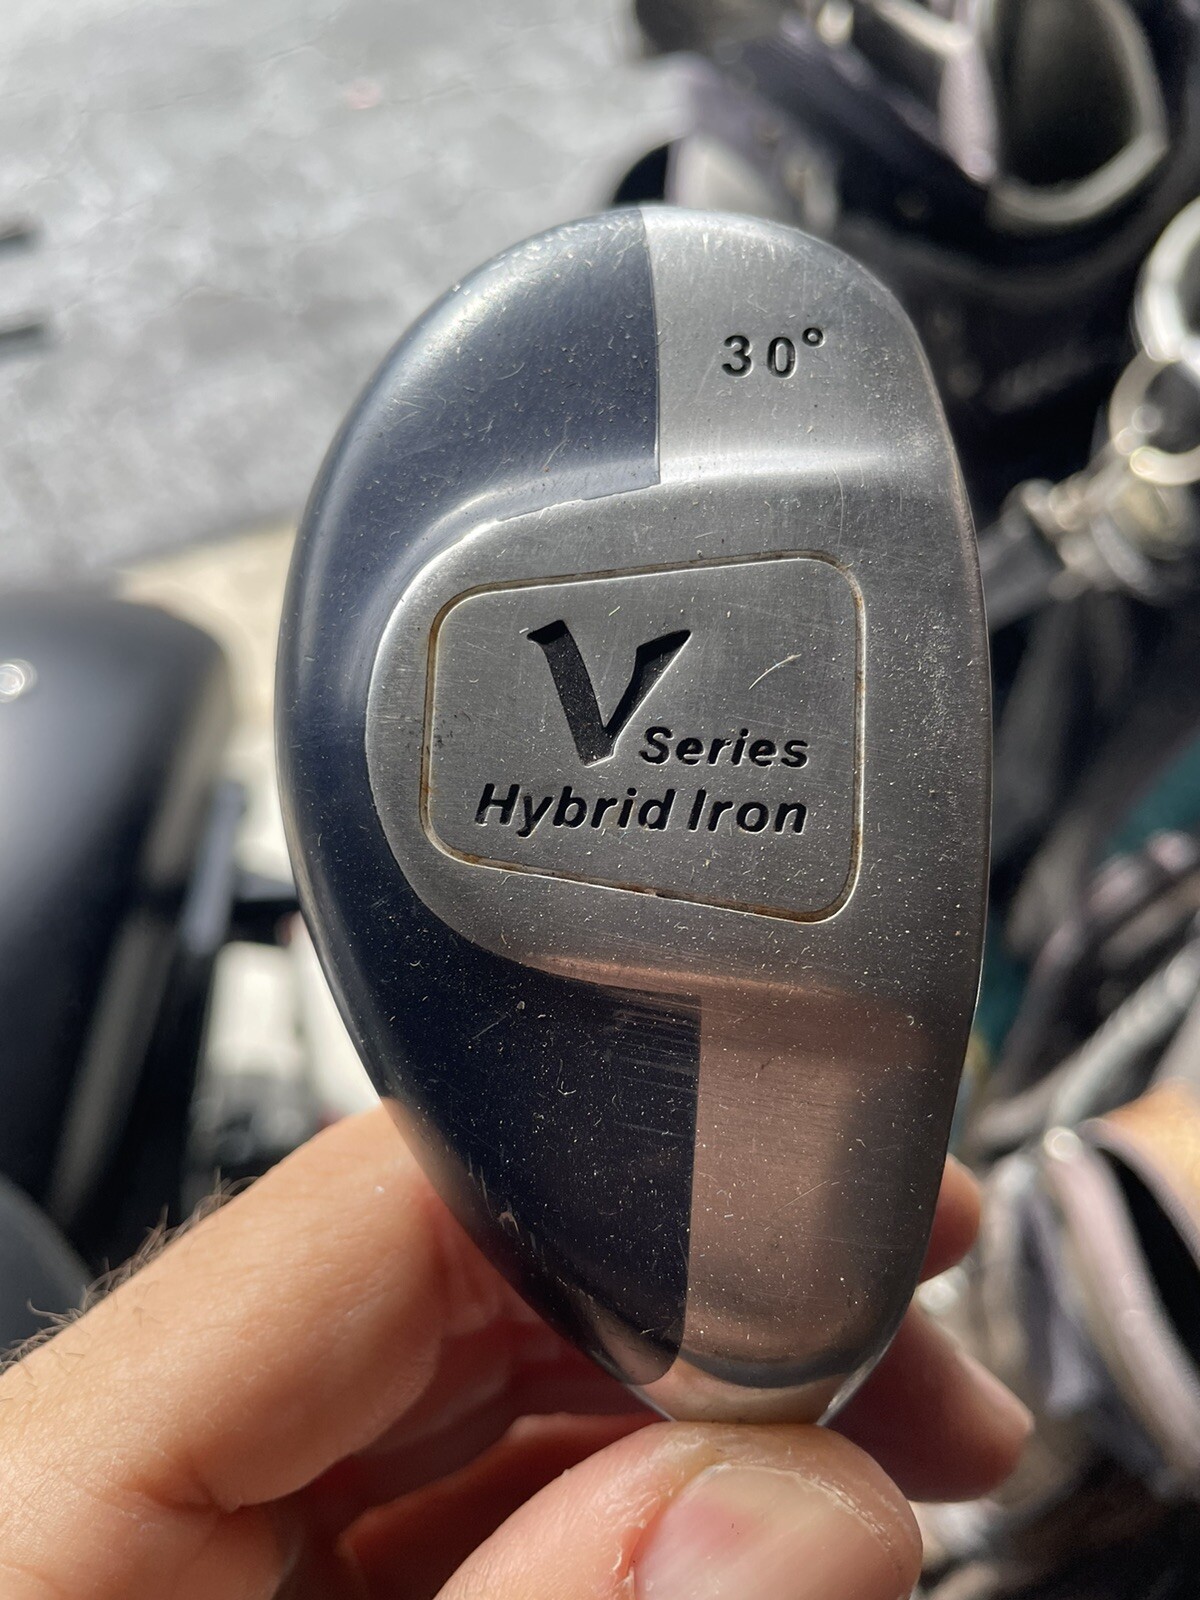 30°
V Series
Hybrid Iron